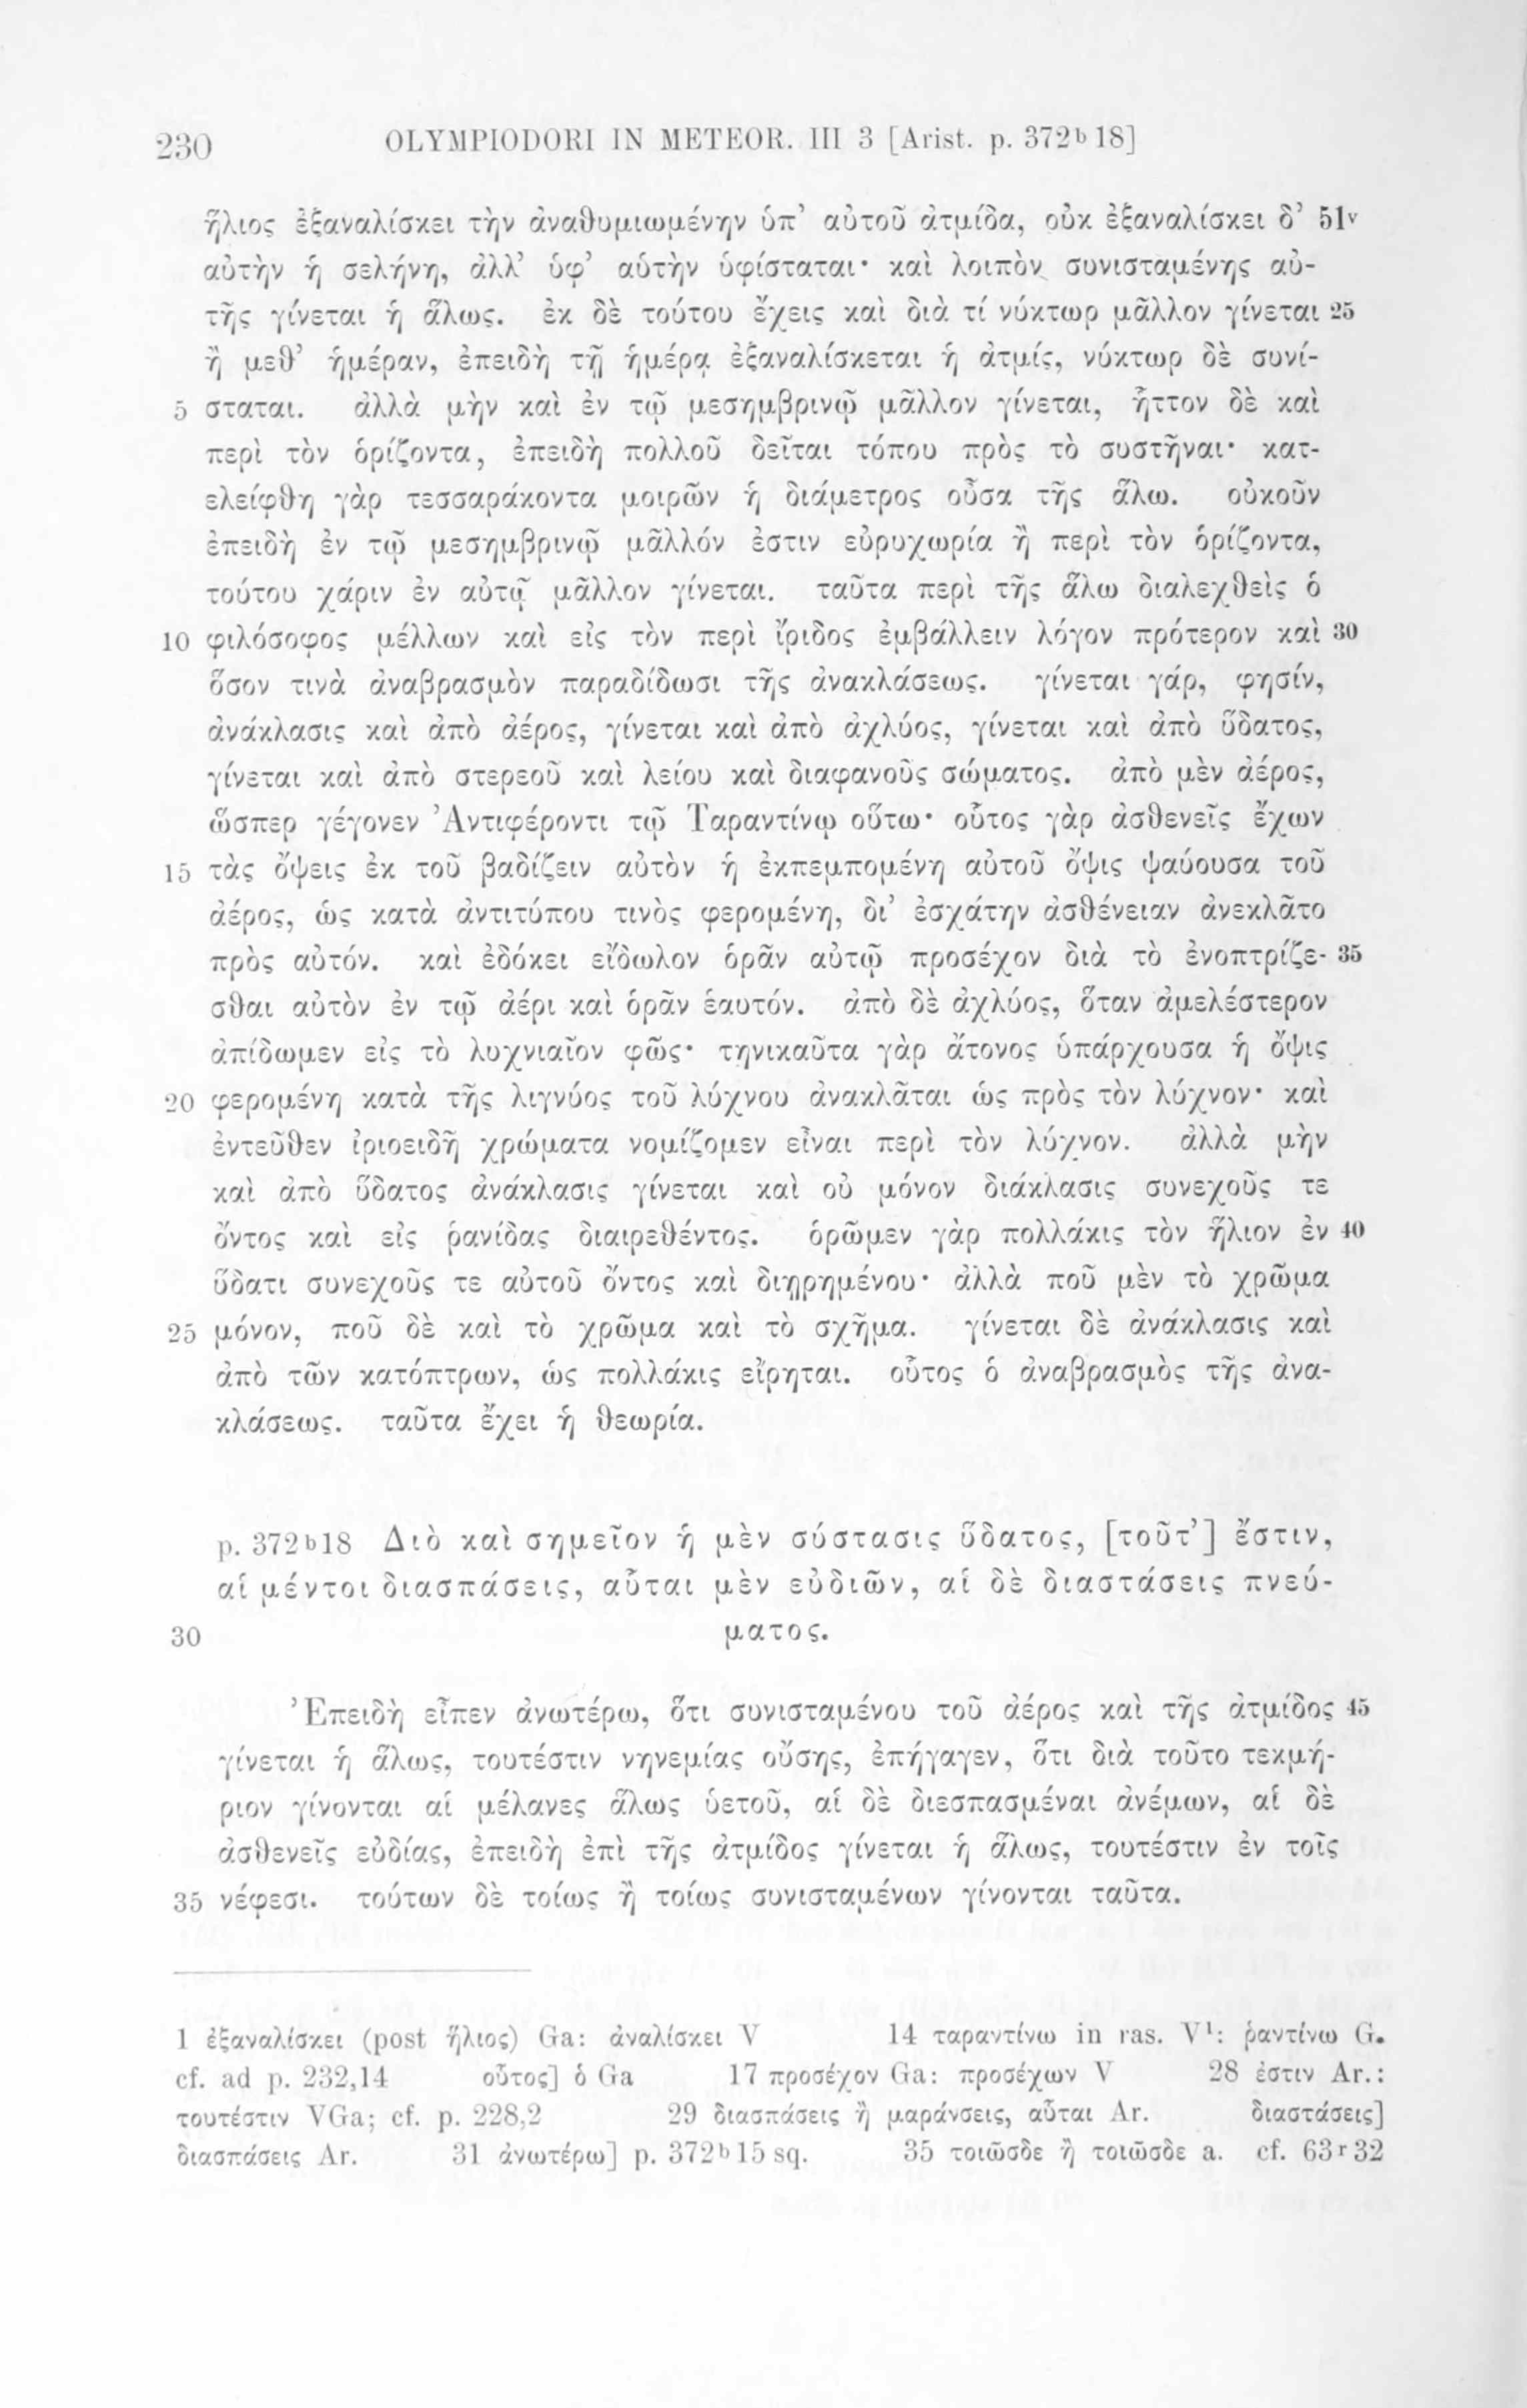 230 OLYMPIODORI IN METEOR. III 3 [Arist. p. 372b 18]
ἥλιος ἐξαναλίσκει τὴν ἀναθυμιωμένην ὑπ’ αὐτοῦ ἀτμίδα, οὐκ ἐξαναλίσκει δ’ 51v
αὐτὴν ἡ σελήνη, ἀλλ’ ὑφ’ αὑτὴν ὑφίσταται· καὶ λοιπὸν συνισταμένης αὐ-
τῆς γίνεται ἡ ἅλως. ἐκ δὲ τούτου ἔχεις καὶ διὰ τί νύκτωρ μᾶλλον γίνεται 25
ἢ μεθ’ ἡμέραν, ἐπειδὴ τῇ ἡμέρᾳ ἐξαναλίσκεται ἡ ἀτμίς, νύκτωρ δὲ συνί-
5 σταται. ἀλλὰ μὴν καὶ ἐν τῷ μεσημβρινῷ μᾶλλον γίνεται, ἧττον δὲ καὶ
περὶ τὸν ὁρίζοντα, ἐπειδὴ πολλοῦ δεῖται τόπου πρὸς τὸ συστῆναι· κατ-
ελείφθη γὰρ τεσσαράκοντα μοιρῶν ἡ διάμετρος οὖσα τῆς ἅλω. οὐκοῦν
ἐπειδὴ ἐν τῷ μεσημβρινῷ μᾶλλόν ἐστιν εὐρυχωρία ἢ περὶ τὸν ὁρίζοντα,
τούτου χάριν ἐν αὐτῷ μᾶλλον γίνεται. ταῦτα περὶ τῆς ἅλω διαλεχθεὶς ὁ
10 φιλόσοφος μέλλων καὶ εἰς τὸν περὶ ἴριδος ἐμβάλλειν λόγον πρότερον καὶ 30
ὅσον τινὰ ἀναβρασμὸν παραδίδωσι τῆς ἀνακλάσεως. γίνεται γάρ, φησίν,
ἀνάκλασις καὶ ἀπὸ ἀέρος, γίνεται καὶ ἀπὸ ἀχλύος, γίνεται καὶ ἀπὸ ὕδατος,
γίνεται καὶ ἀπὸ στερεοῦ καὶ λείου καὶ διαφανοῦς σώματος. ἀπὸ μὲν ἀέρος,
ὥσπερ γέγονεν Ἀντιφέροντι τῷ Ταραντίνῳ οὕτω· οὗτος γὰρ ἀσθενεῖς ἔχων
15 τὰς ὄψεις ἐκ τοῦ βαδίζειν αὐτὸν ἡ ἐκπεμπομένη αὐτοῦ ὄψις ψαύουσα τοῦ
ἀέρος, ὡς κατὰ ἀντιτύπου τινὸς φερομένη, δι’ ἐσχάτην ἀσθένειαν ἀνεκλᾶτο
πρὸς αὐτόν. καὶ ἐδόκει εἴδωλον ὁρᾶν αὐτῷ προσέχον διὰ τὸ ἐνοπτρίζε- 35
σθαι αὐτὸν ἐν τῷ ἀέρι καὶ ὁρᾶν ἑαυτόν. ἀπὸ δὲ ἀχλύος, ὅταν ἀμελέστερον
ἀπίδωμεν εἰς τὸ λυχνιαῖον φῶς· τηνικαῦτα γὰρ ἄτονος ὑπάρχουσα ἡ ὄψις
20 φερομένη κατὰ τῆς λιγνύος τοῦ λύχνου ἀνακλᾶται ὡς πρὸς τὸν λύχνον· καὶ
ἐντεῦθεν ἰριοειδῆ χρώματα νομίζομεν εἶναι περὶ τὸν λύχνον. ἀλλὰ μὴν
καὶ ἀπὸ ὕδατος ἀνάκλασις γίνεται καὶ οὐ μόνον διάκλασις συνεχοῦς τε
ὄντος καὶ εἰς ῥανίδας διαιρεθέντος. ὁρῶμεν γὰρ πολλάκις τὸν ἥλιον ἐν 40
ὕδατι συνεχοῦς τε αὐτοῦ ὄντος καὶ διῃρημένου· ἀλλὰ ποῦ μὲν τὸ χρῶμα
25 μόνον, ποῦ δὲ καὶ τὸ χρῶμα καὶ τὸ σχῆμα. γίνεται δὲ ἀνάκλασις καὶ
ἀπὸ τῶν κατόπτρων, ὡς πολλάκις εἴρηται. οὗτος ὁ ἀναβρασμὸς τῆς ἀνα-
κλάσεως. ταῦτα ἔχει ἡ θεωρία.
p. 372b18 Διὸ καὶ σημεῖον ἡ μὲν σύστασις ὕδατος, [τοῦτ’] ἔστιν,
αἱ μέντοι διασπάσεις, αὗται μὲν εὐδιῶν, αἱ δὲ διαστάσεις πνεύ-
30 ματος.
Ἐπειδὴ εἶπεν ἀνωτέρω, ὅτι συνισταμένου τοῦ ἀέρος καὶ τῆς ἀτμίδος 45
γίνεται ἡ ἅλως, τουτέστιν νηνεμίας οὔσης, ἐπήγαγεν, ὅτι διὰ τοῦτο τεκμή-
ριον γίνονται αἱ μέλανες ἅλως ὑετοῦ, αἱ δὲ διεσπασμέναι ἀνέμων, αἱ δὲ
ἀσθενεῖς εὐδίας, ἐπειδὴ ἐπὶ τῆς ἀτμίδος γίνεται ἡ ἅλως, τουτέστιν ἐν τοῖς
35 νέφεσι. τούτων δὲ τοίως ἢ τοίως συνισταμένων γίνονται ταῦτα.
1 ἐξαναλίσκει (post ἥλιος) Ga: ἀναλίσκει V 14 ταραντίνω in ras. V¹: ῥαντίνω G.
cf. ad p. 232,14 οὗτος] ὁ Ga 17 προσέχον Ga: προσέχων V 28 ἐστιν Ar.:
τουτέστιν VGa; cf. p. 228,2 29 διασπάσεις ἢ μαράνσεις, αὗται Ar. διαστάσεις]
διασπάσεις Ar. 31 ἀνωτέρω] p. 372b 15 sq. 35 τοιῶσδε ἢ τοιῶσδε a. cf. 63r 32